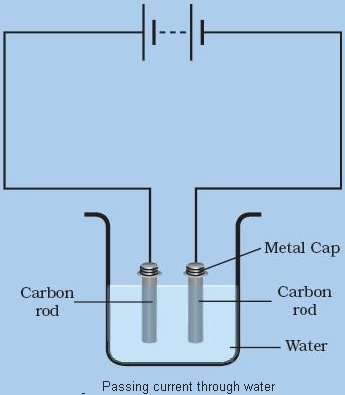 Metal Cap
Carbon
rod
Carbon
rod
Water
Passing current through water